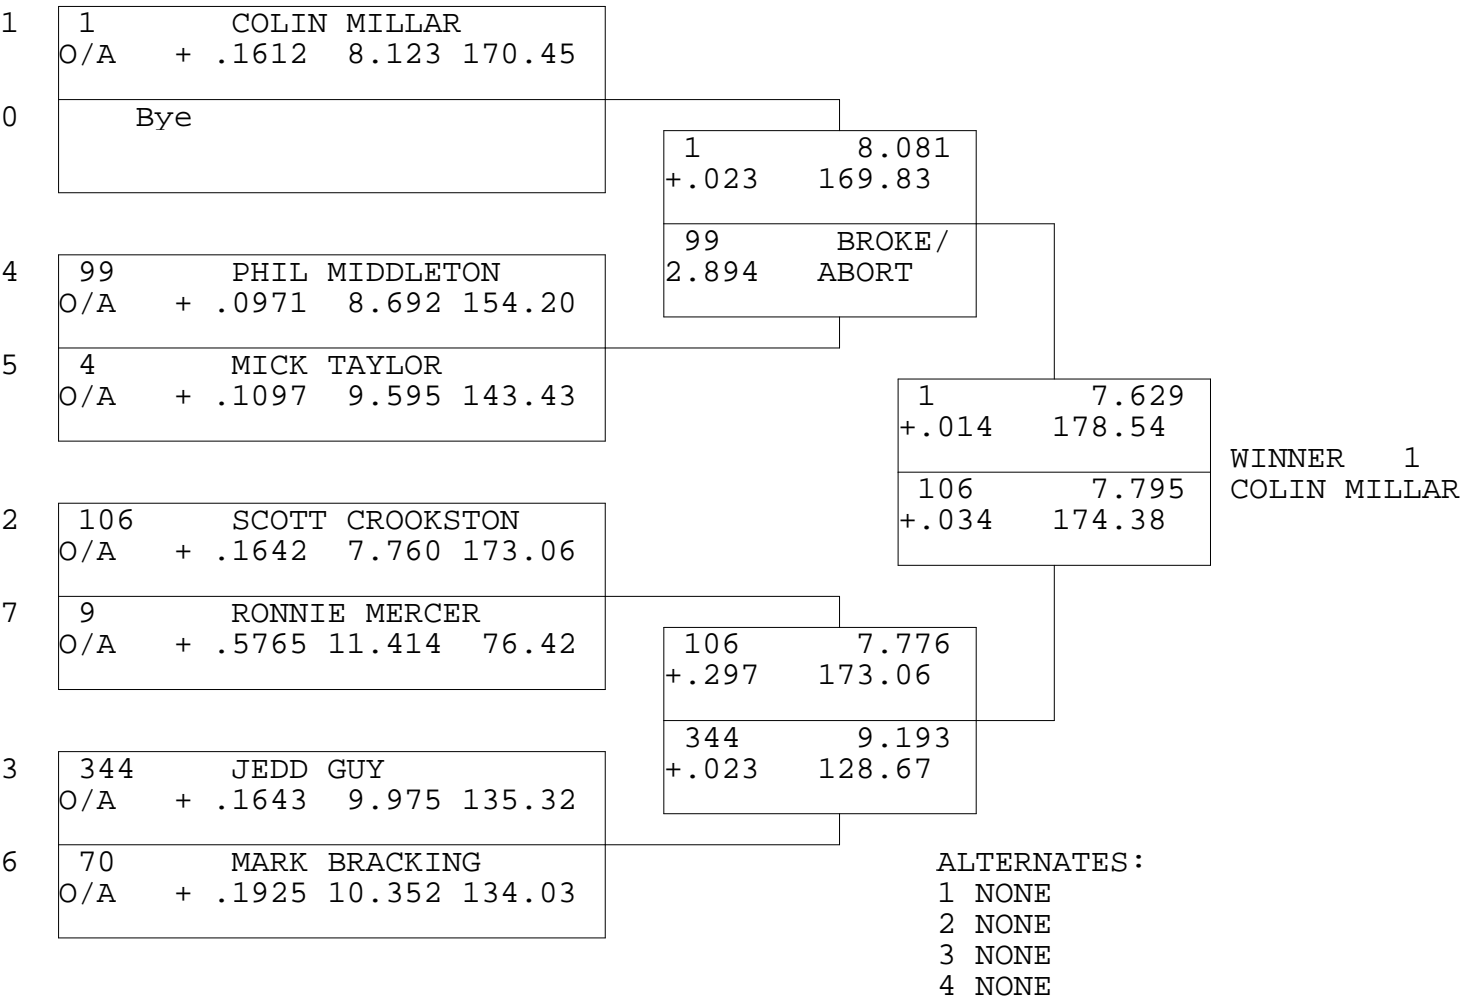 1 1 COLIN MILLAR
O/A + .1612 8.123 170.45
0 Bye
1 8.081
+.023 169.83
99 BROKE/
2.894 ABORT
4 99 PHIL MIDDLETON
O/A + .0971 8.692 154.20
5 4 MICK TAYLOR
O/A + .1097 9.595 143.43
1 7.629
+.014 178.54
106 7.795
+.034 174.38
WINNER 1
COLIN MILLAR
2 106 SCOTT CROOKSTON
O/A + .1642 7.760 173.06
7 9 RONNIE MERCER
O/A + .5765 11.414 76.42
106 7.776
+.297 173.06
344 9.193
+.023 128.67
3 344 JEDD GUY
O/A + .1643 9.975 135.32
6 70 MARK BRACKING
O/A + .1925 10.352 134.03
ALTERNATES:
1 NONE
2 NONE
3 NONE
4 NONE